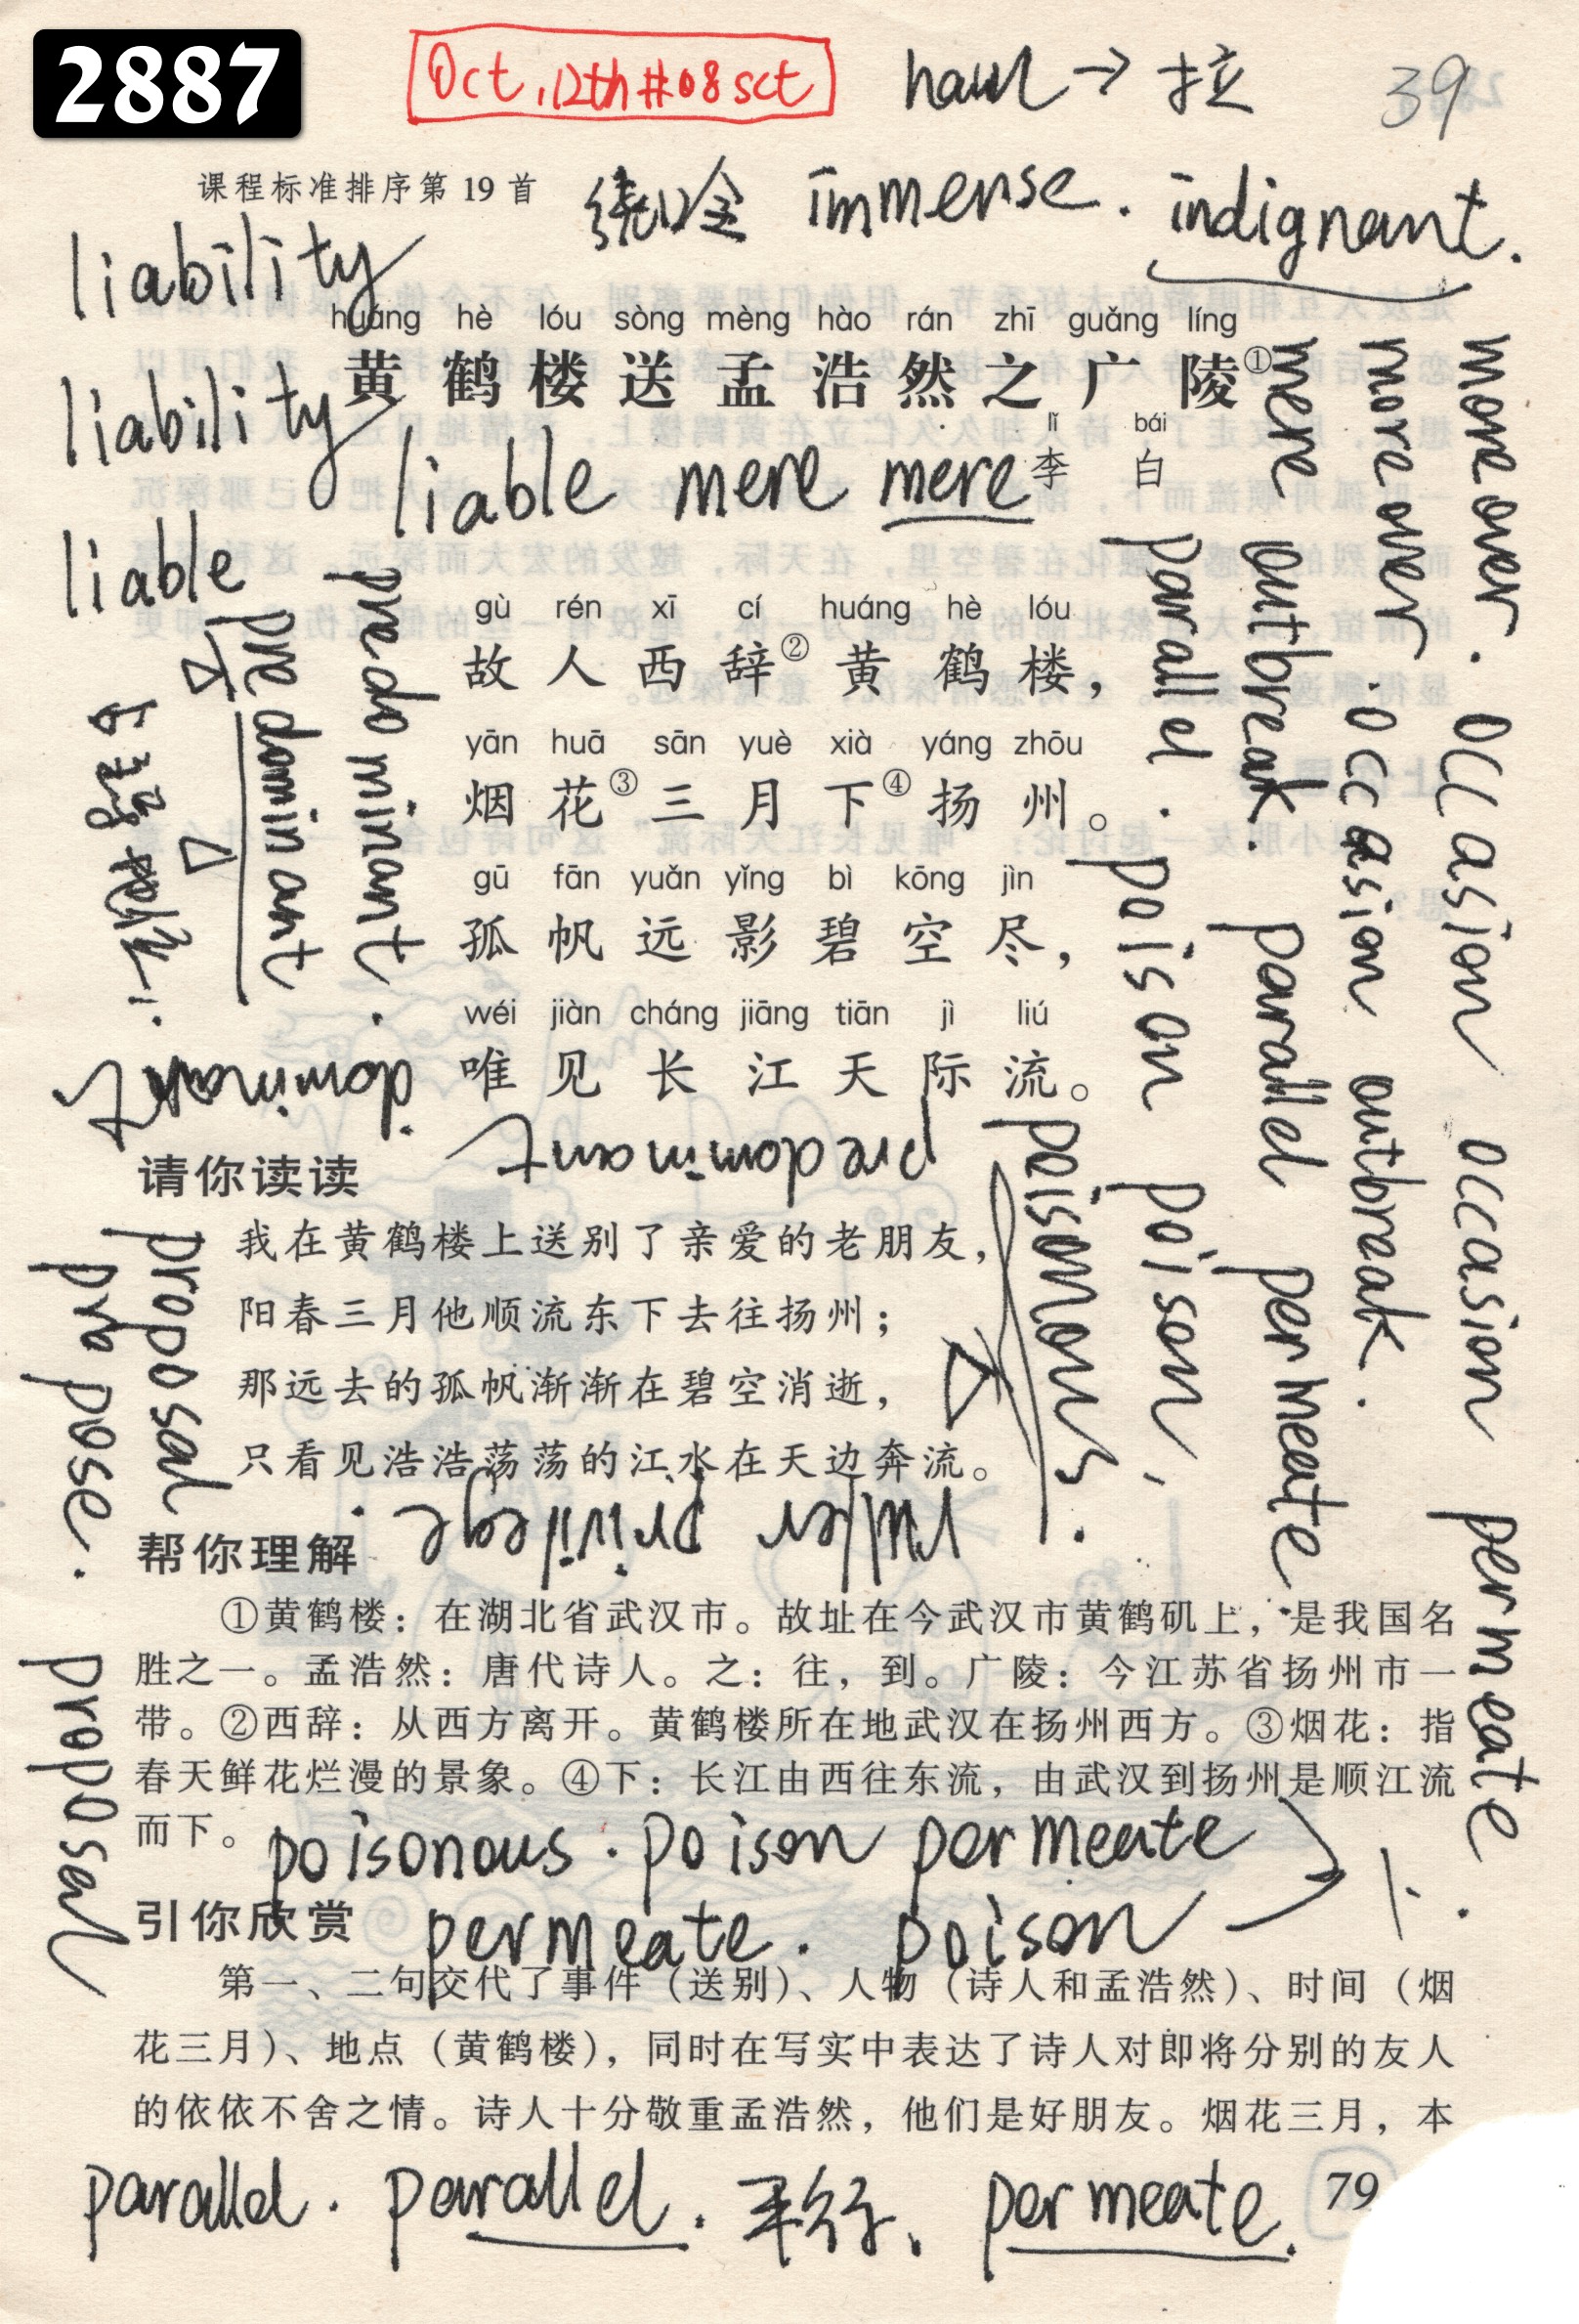 2887
Oct.12th#08sct
haul → 拉
39
课程标准排序第 19 首
immense. indignant.
liability
huáng hè lóu sòng mèng hào rán zhī guǎng líng
黄鹤楼送孟浩然之广陵①
lǐ bái
李白
liability
liable mere mere
liable
gù rén xī cí huáng hè lóu
故人西辞②黄鹤楼，
yān huā sān yuè xià yáng zhōu
烟花③三月下④扬州。
gū fān yuǎn yǐng bì kōng jìn
孤帆远影碧空尽，
wéi jiàn cháng jiāng tiān jì liú
唯见长江天际流。
predominant
predominant.
dominant.
predominant
mere outbreak. parallel permeate
moreover. occasion outbreak.
moreover. occasion occasion permeate.
parallel. poison poison,
poisonous.
请你读读
我在黄鹤楼上送别了亲爱的老朋友，
阳春三月他顺流东下去往扬州；
那远去的孤帆渐渐在碧空消逝，
只看见浩浩荡荡的江水在天边奔流。
proposal
propose.
proposal
privilege.
帮你理解
①黄鹤楼：在湖北省武汉市。故址在今武汉市黄鹤矶上，是我国名
胜之一。孟浩然：唐代诗人。之：往，到。广陵：今江苏省扬州市一
带。②西辞：从西方离开。黄鹤楼所在地武汉在扬州西方。③烟花：指
春天鲜花烂漫的景象。④下：长江由西往东流，由武汉到扬州是顺江流
而下。
poisonous. poison permeate
引你欣赏
permeate. poison
第一、二句交代了事件（送别）、人物（诗人和孟浩然）、时间（烟
花三月）、地点（黄鹤楼），同时在写实中表达了诗人对即将分别的友人
的依依不舍之情。诗人十分敬重孟浩然，他们是好朋友。烟花三月，本
parallel. parallel. 平行、permeate.
79